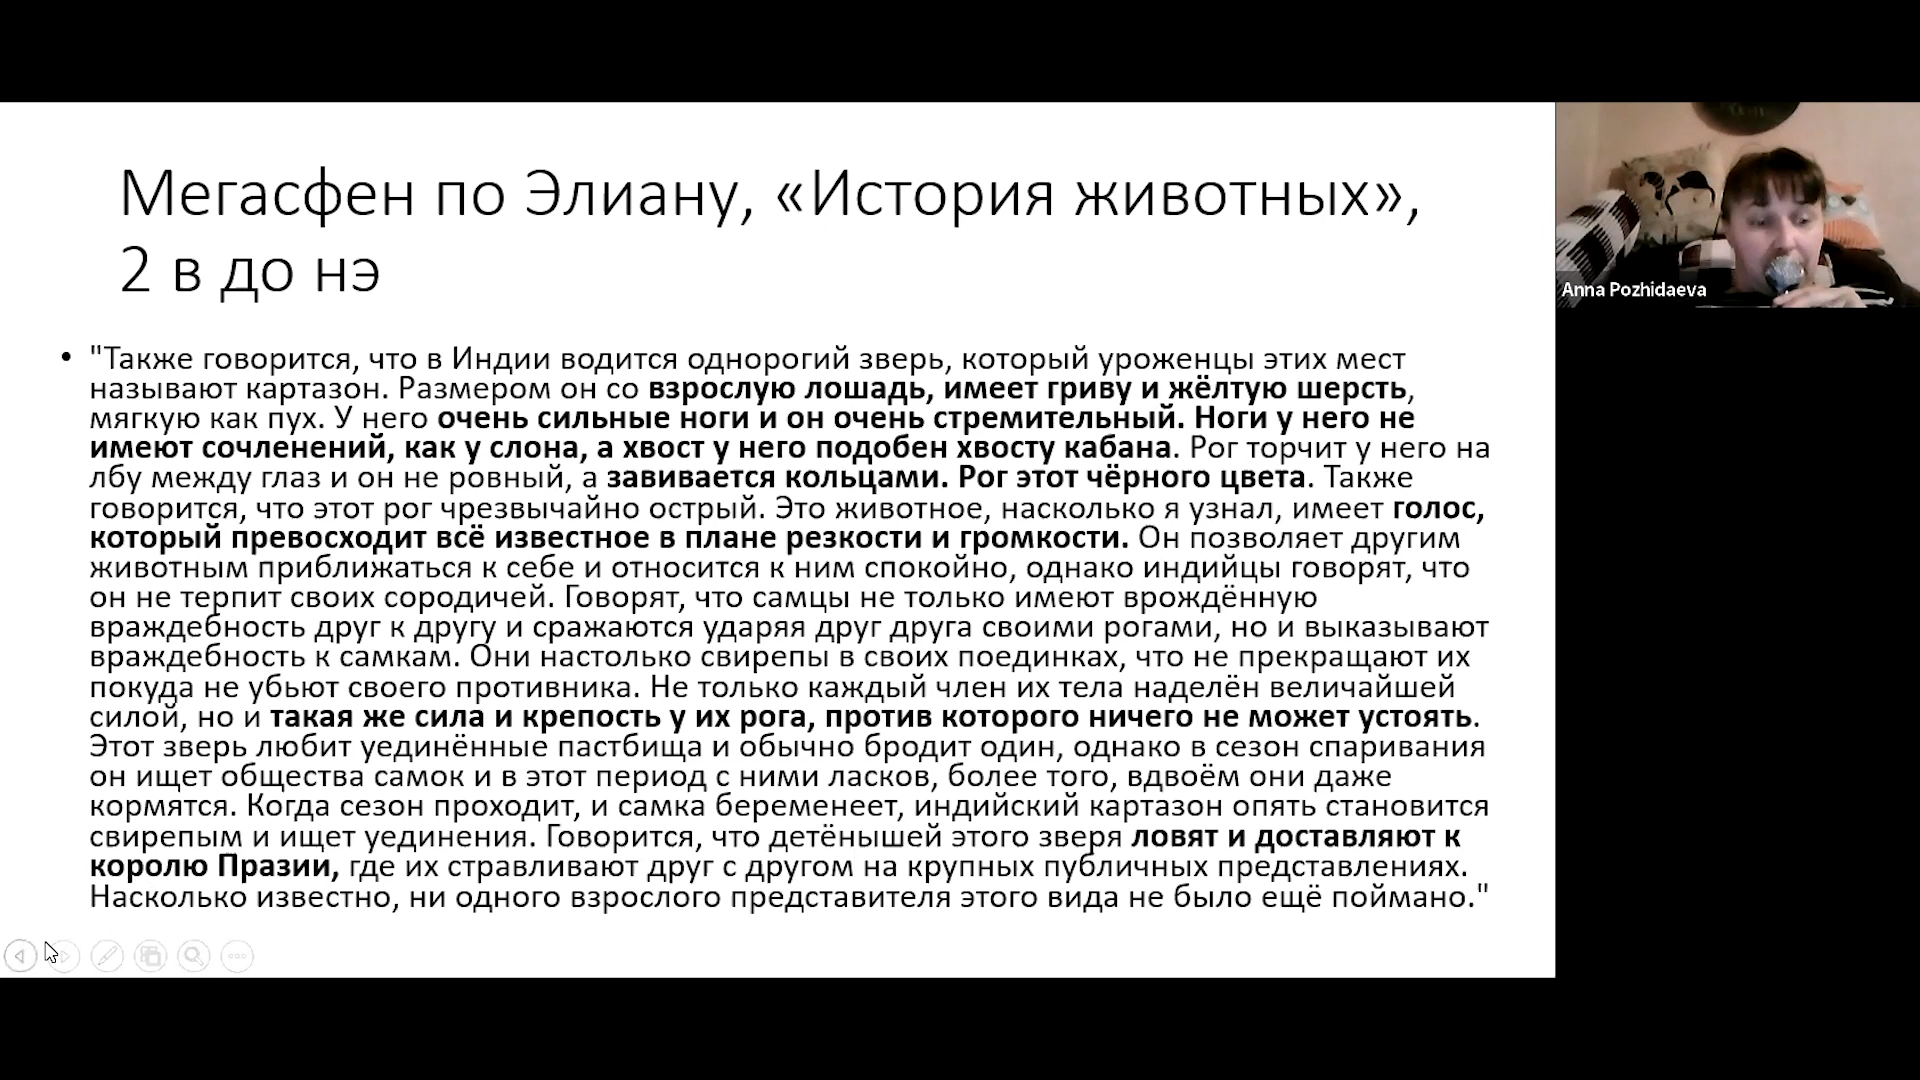 Мегасфен по Элиану, «История животных»,
2 в до нэ
• "Также говорится, что в Индии водится однорогий зверь, который уроженцы этих мест
называют картазон. Размером он со взрослую лошадь, имеет гриву и жёлтую шерсть,
мягкую как пух. У него очень сильные ноги и он очень стремительный. Ноги у него не
имеют сочленений, как у слона, а хвост у него подобен хвосту кабана. Рог торчит у него на
лбу между глаз и он не ровный, а завивается кольцами. Рог этот чёрного цвета. Также
говорится, что этот рог чрезвычайно острый. Это животное, насколько я узнал, имеет голос,
который превосходит всё известное в плане резкости и громкости. Он позволяет другим
животным приближаться к себе и относится к ним спокойно, однако индийцы говорят, что
он не терпит своих сородичей. Говорят, что самцы не только имеют врождённую
враждебность друг к другу и сражаются ударяя друг друга своими рогами, но и выказывают
враждебность к самкам. Они настолько свирепы в своих поединках, что не прекращают их
покуда не убьют своего противника. Не только каждый член их тела наделён величайшей
силой, но и такая же сила и крепость у их рога, против которого ничего не может устоять.
Этот зверь любит уединённые пастбища и обычно бродит один, однако в сезон спаривания
он ищет общества самок и в этот период с ними ласков, более того, вдвоём они даже
кормятся. Когда сезон проходит, и самка беременеет, индийский картазон опять становится
свирепым и ищет уединения. Говорится, что детёнышей этого зверя ловят и доставляют к
королю Празии, где их стравливают друг с другом на крупных публичных представлениях.
Насколько известно, ни одного взрослого представителя этого вида не было ещё поймано."
Anna Pozhidaeva